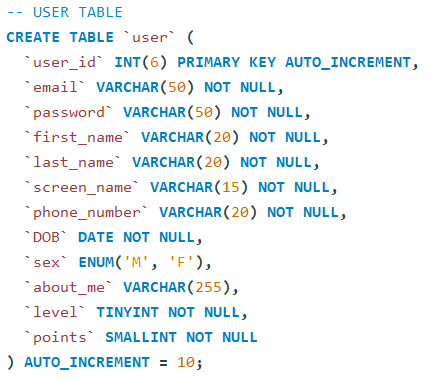 -- USER TABLE
CREATE TABLE `user` (
  `user_id` INT(6) PRIMARY KEY AUTO_INCREMENT,
  `email` VARCHAR(50) NOT NULL,
  `password` VARCHAR(50) NOT NULL,
  `first_name` VARCHAR(20) NOT NULL,
  `last_name` VARCHAR(20) NOT NULL,
  `screen_name` VARCHAR(15) NOT NULL,
  `phone_number` VARCHAR(20) NOT NULL,
  `DOB` DATE NOT NULL,
  `sex` ENUM('M', 'F'),
  `about_me` VARCHAR(255),
  `level` TINYINT NOT NULL,
  `points` SMALLINT NOT NULL
) AUTO_INCREMENT = 10;